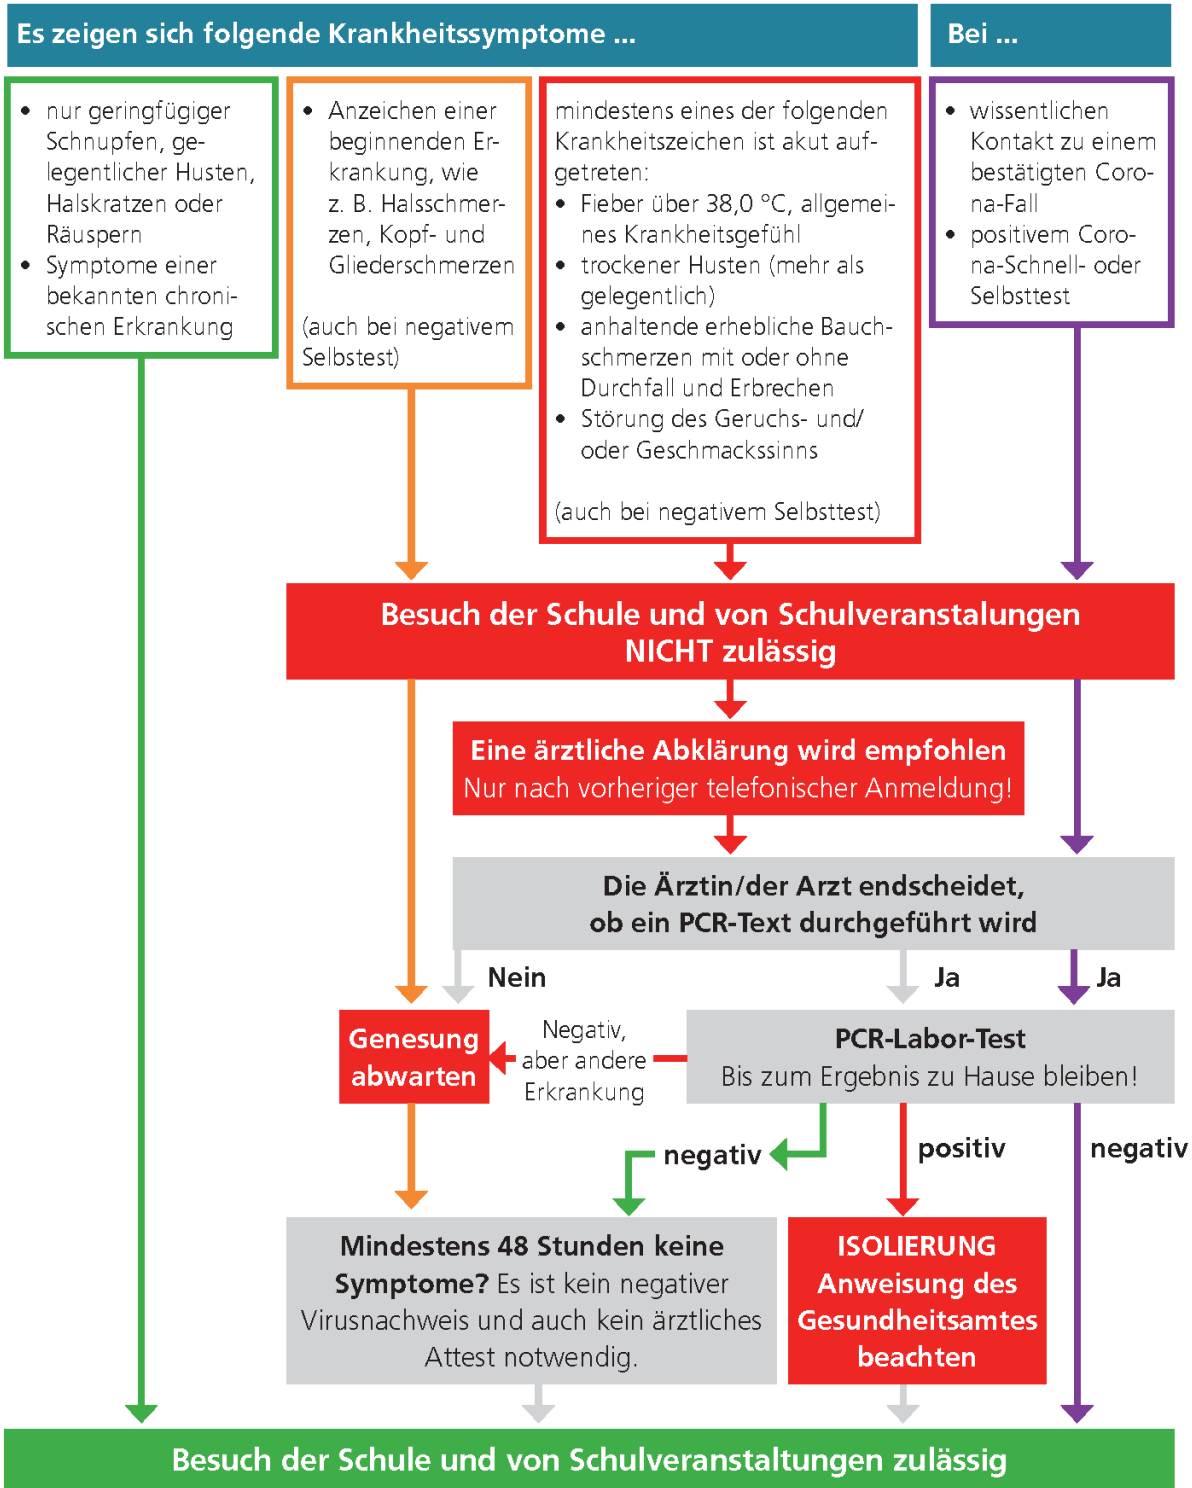 Es zeigen sich folgende Krankheitssymptome ...
Bei ...
• nur geringfügiger
Schnupfen, ge-
legentlicher Husten,
Halskratzen oder
Räuspern
• Symptome einer
bekannten chroni-
schen Erkrankung
• Anzeichen einer
beginnenden Er-
krankung, wie
z. B. Halsschmer-
zen, Kopf- und
Gliederschmerzen
(auch bei negativem
Selbstest)
mindestens eines der folgenden
Krankheitszeichen ist akut auf-
getreten:
• Fieber über 38,0 °C, allgemei-
nes Krankheitsgefühl
• trockener Husten (mehr als
gelegentlich)
• anhaltende erhebliche Bauch-
schmerzen mit oder ohne
Durchfall und Erbrechen
• Störung des Geruchs- und/
oder Geschmackssinns
(auch bei negativem Selbsttest)
• wissentlichen
Kontakt zu einem
bestätigten Coro-
na-Fall
• positivem Coro-
na-Schnell- oder
Selbsttest
Besuch der Schule und von Schulveranstalungen
NICHT zulässig
Eine ärztliche Abklärung wird empfohlen
Nur nach vorheriger telefonischer Anmeldung!
Die Ärztin/der Arzt endscheidet,
ob ein PCR-Text durchgeführt wird
Nein
Ja
Ja
Genesung
abwarten
Negativ,
aber andere
Erkrankung
PCR-Labor-Test
Bis zum Ergebnis zu Hause bleiben!
negativ
positiv
negativ
Mindestens 48 Stunden keine
Symptome? Es ist kein negativer
Virusnachweis und auch kein ärztliches
Attest notwendig.
ISOLIERUNG
Anweisung des
Gesundheitsamtes
beachten
Besuch der Schule und von Schulveranstaltungen zulässig